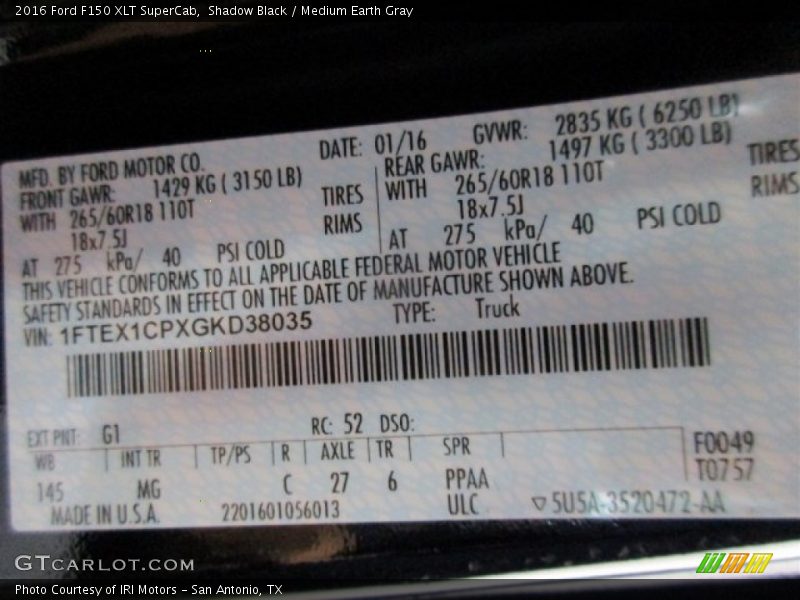 2016 Ford F150 XLT SuperCab,  Shadow Black / Medium Earth Gray
MFD. BY FORD MOTOR CO. DATE: 01/16 GVWR: 2835 KG ( 6250 LB)
FRONT GAWR: 1429 KG ( 3150 LB) REAR GAWR: 1497 KG ( 3300 LB)
WITH 265/60R18 110T TIRES WITH 265/60R18 110T TIRES
18x7.5J RIMS 18x7.5J RIMS
AT 275 kPa/ 40 PSI COLD AT 275 kPa/ 40 PSI COLD
THIS VEHICLE CONFORMS TO ALL APPLICABLE FEDERAL MOTOR VEHICLE
SAFETY STANDARDS IN EFFECT ON THE DATE OF MANUFACTURE SHOWN ABOVE.
VIN: 1FTEX1CPXGKD38035 TYPE: Truck
EXT PNT: G1 RC: 52 DSO:
WB INT TR TP/PS R AXLE TR SPR F0049
145 MG C 27 6 PPAA T0757
MADE IN U.S.A. 2201601056013 ULC ▽5U5A-3520472-AA
GTCARLOT.COM
Photo Courtesy of IRI Motors – San Antonio, TX